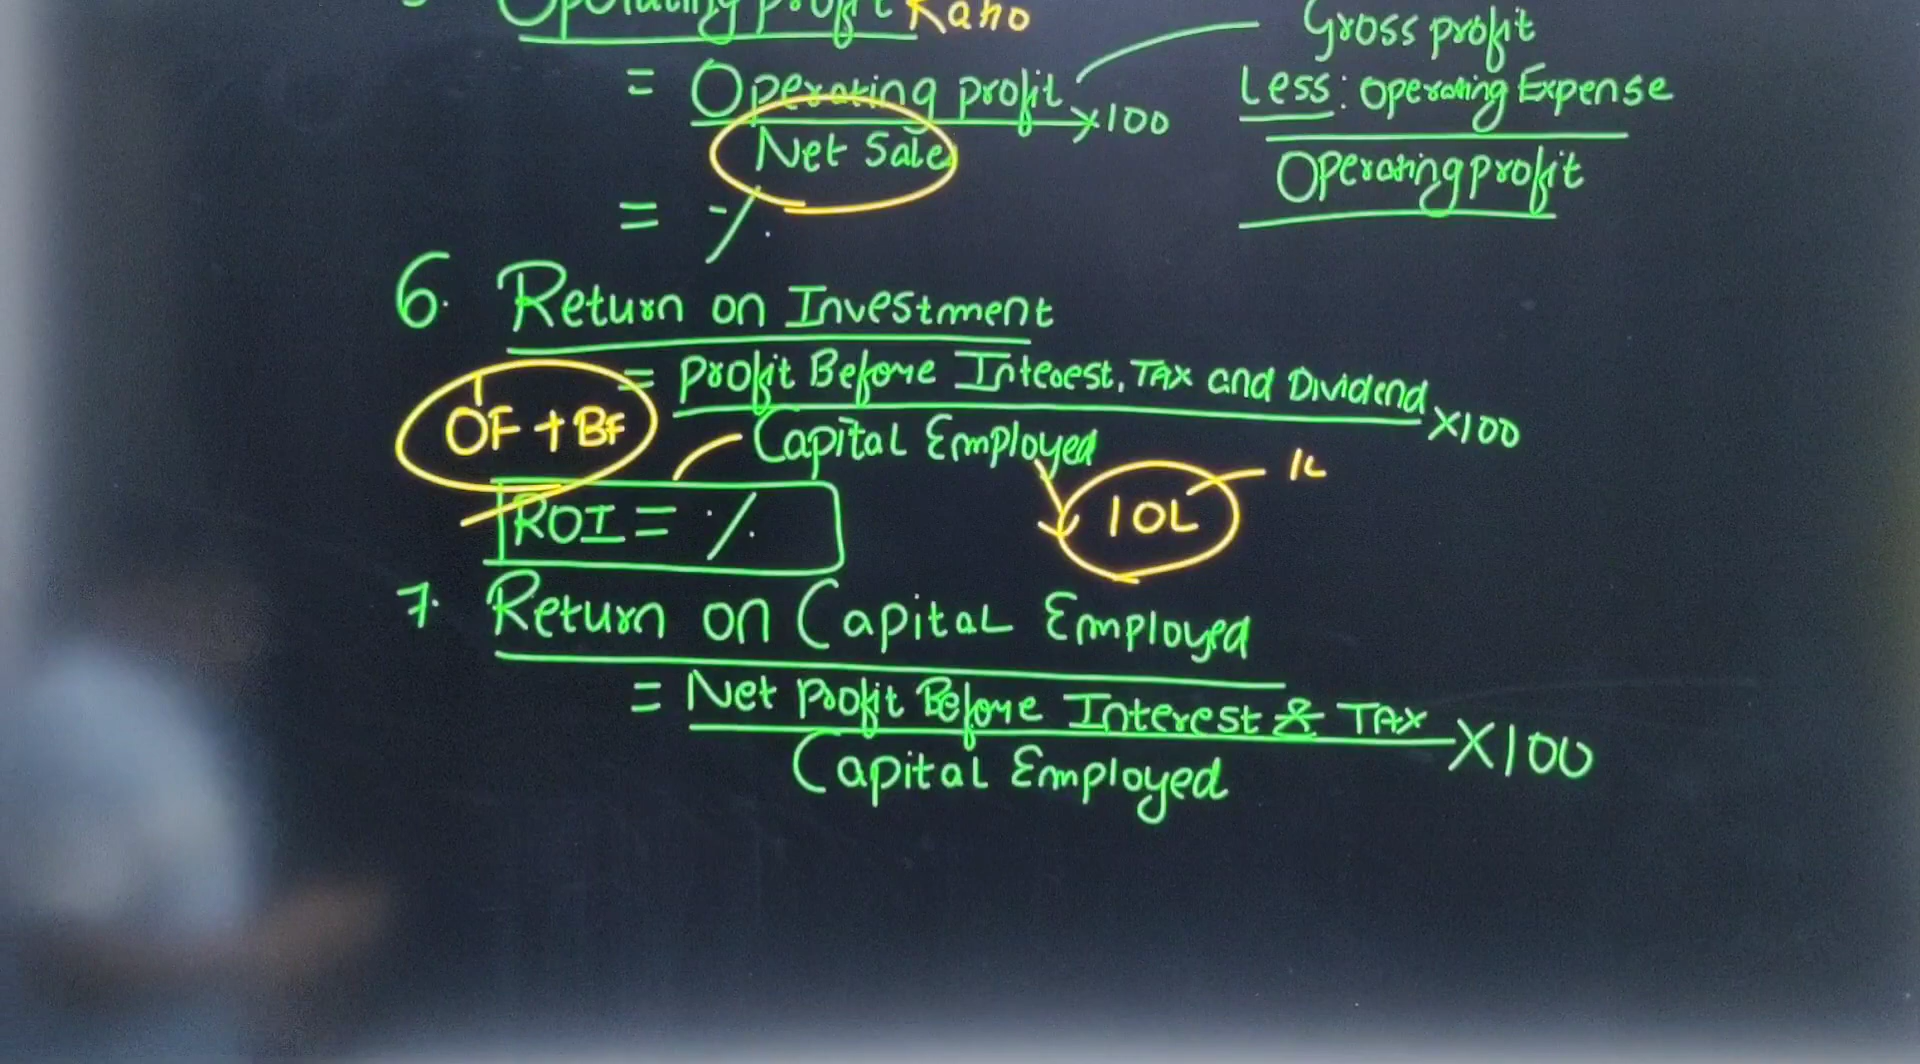 Operating profit Ratio
= Operating profit ×100
Net Sale
= %
Gross profit
Less: Operating Expense
Operating profit
6. Return on Investment
= Profit Before Interest, TAX and Dividend ×100
Capital Employed
OF + BF
10L
1L
ROI = %
7. Return on Capital Employed
= Net Profit Before Interest & TAX ×100
Capital Employed